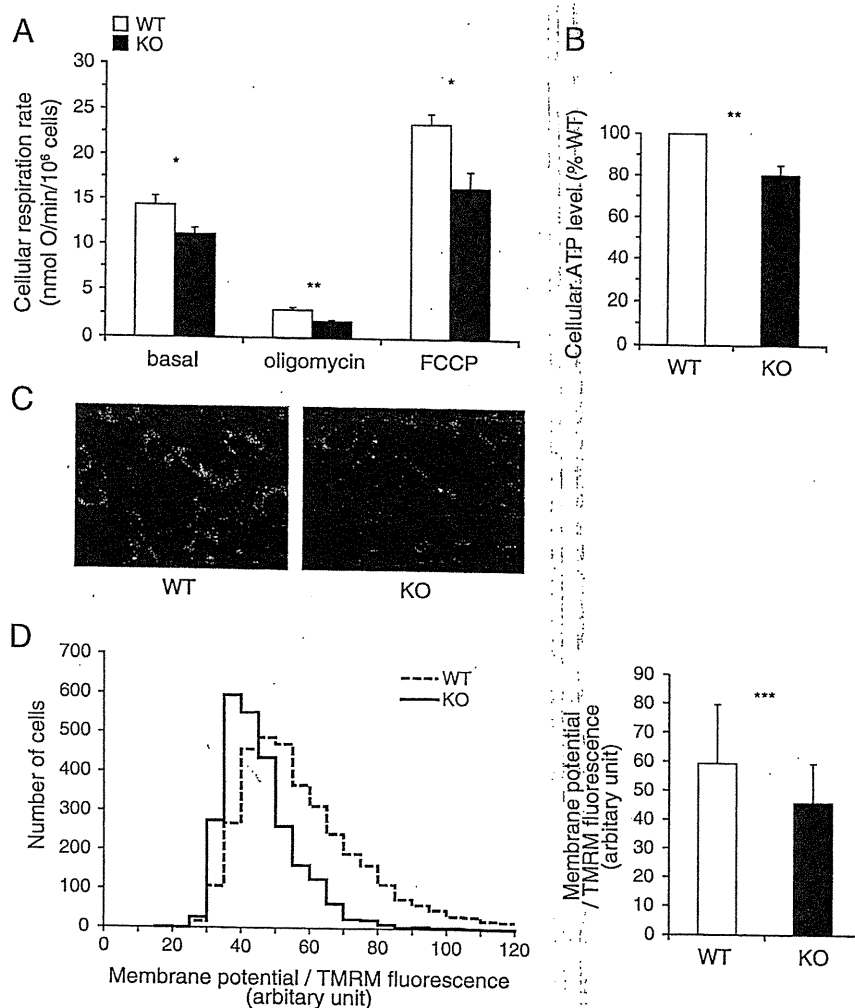 A
WT
KO
Cellular respiration rate
(nmol O/min/10⁶ cells)
30
25
20
15
10
5
0
*
**
*
basal
oligomycin
FCCP
B
Cellular ATP level (% WT)
100
80
60
40
20
0
**
WT
KO
C
WT
KO
D
Number of cells
700
600
500
400
300
200
100
0
WT
KO
0
20
40
60
80
100
120
Membrane potential / TMRM fluorescence
(arbitary unit)
Membrane potential
/ TMRM fluorescence
(arbitary unit)
90
80
70
60
50
40
30
20
10
0
***
WT
KO